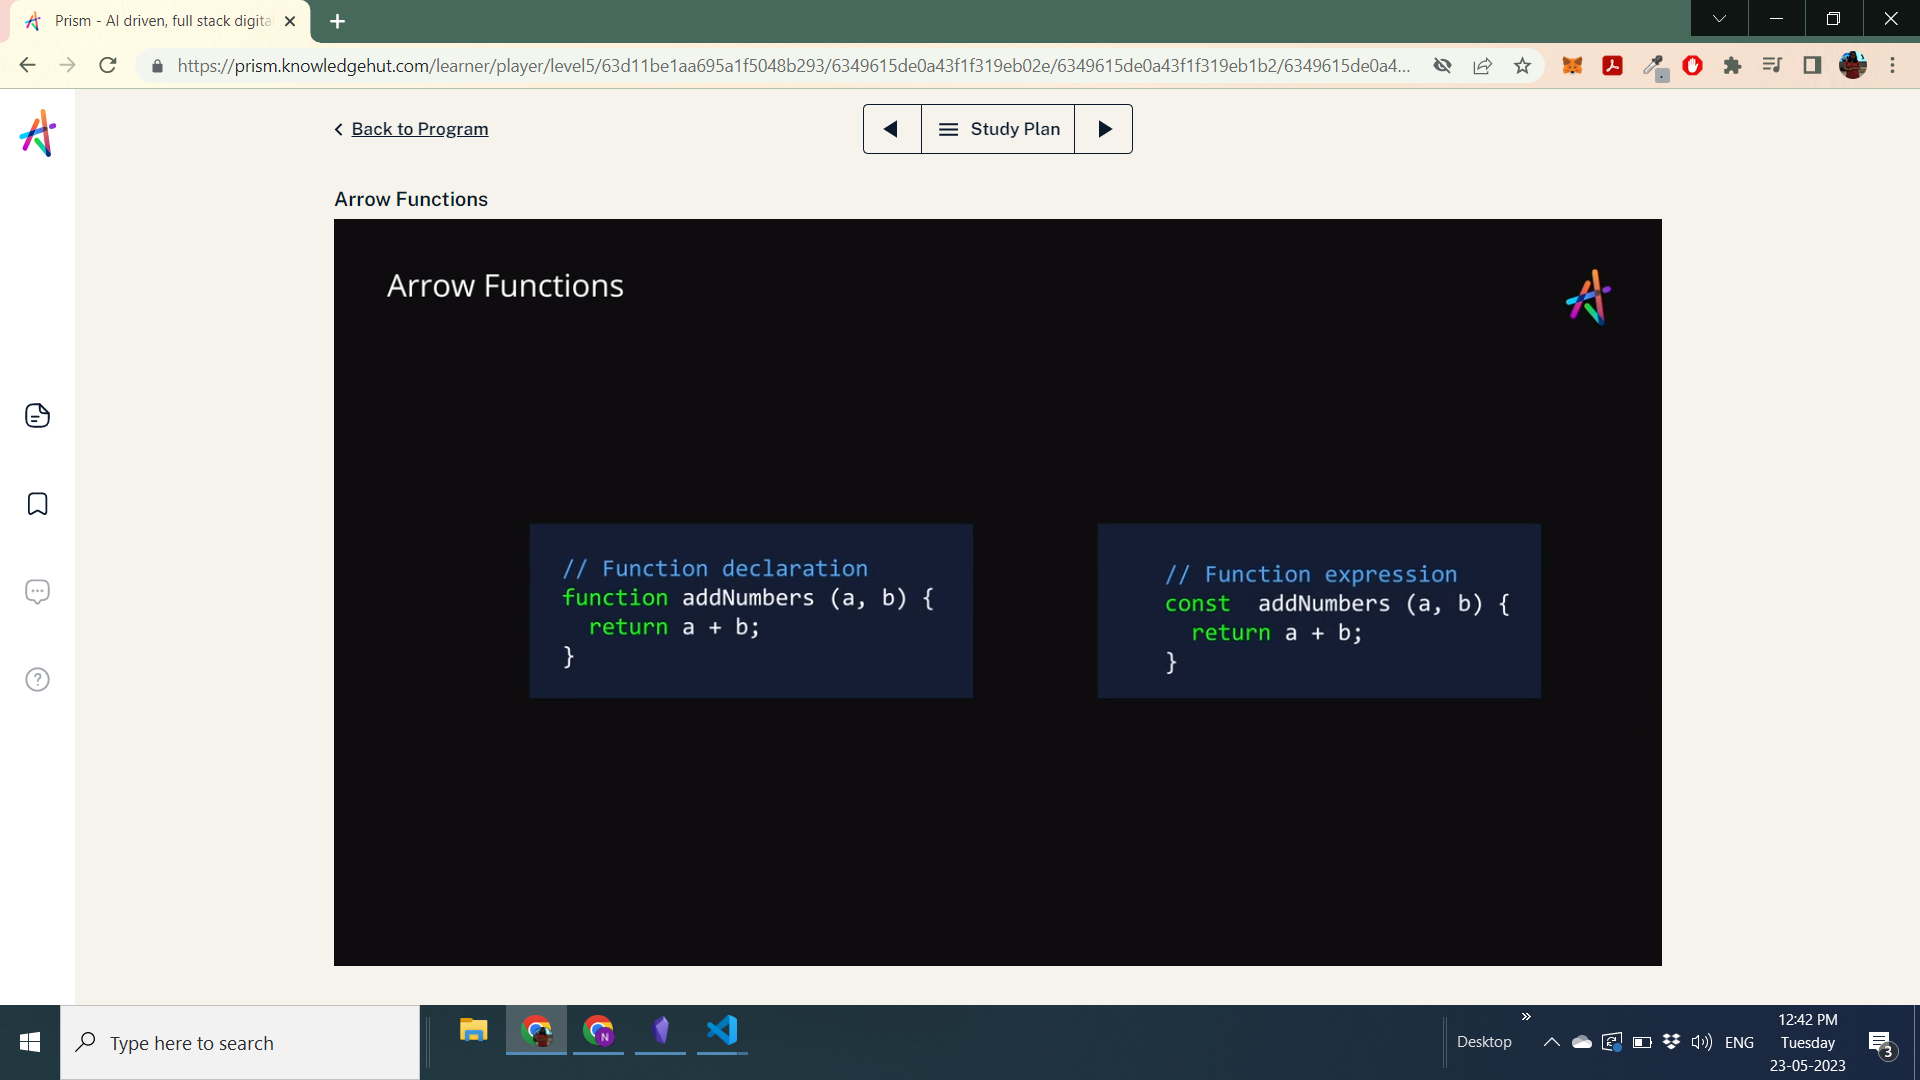 Prism - AI driven, full stack digita
https://prism.knowledgehut.com/learner/player/level5/63d11be1aa695a1f5048b293/6349615de0a43f1f319eb02e/6349615de0a43f1f319eb1b2/6349615de0a4...
Back to Program
Study Plan
Arrow Functions
Arrow Functions
// Function declaration
function addNumbers (a, b) {
return a + b;
}
// Function expression
const addNumbers (a, b) {
return a + b;
}
Type here to search
Desktop
ENG
12:42 PM
Tuesday
23-05-2023
3
N